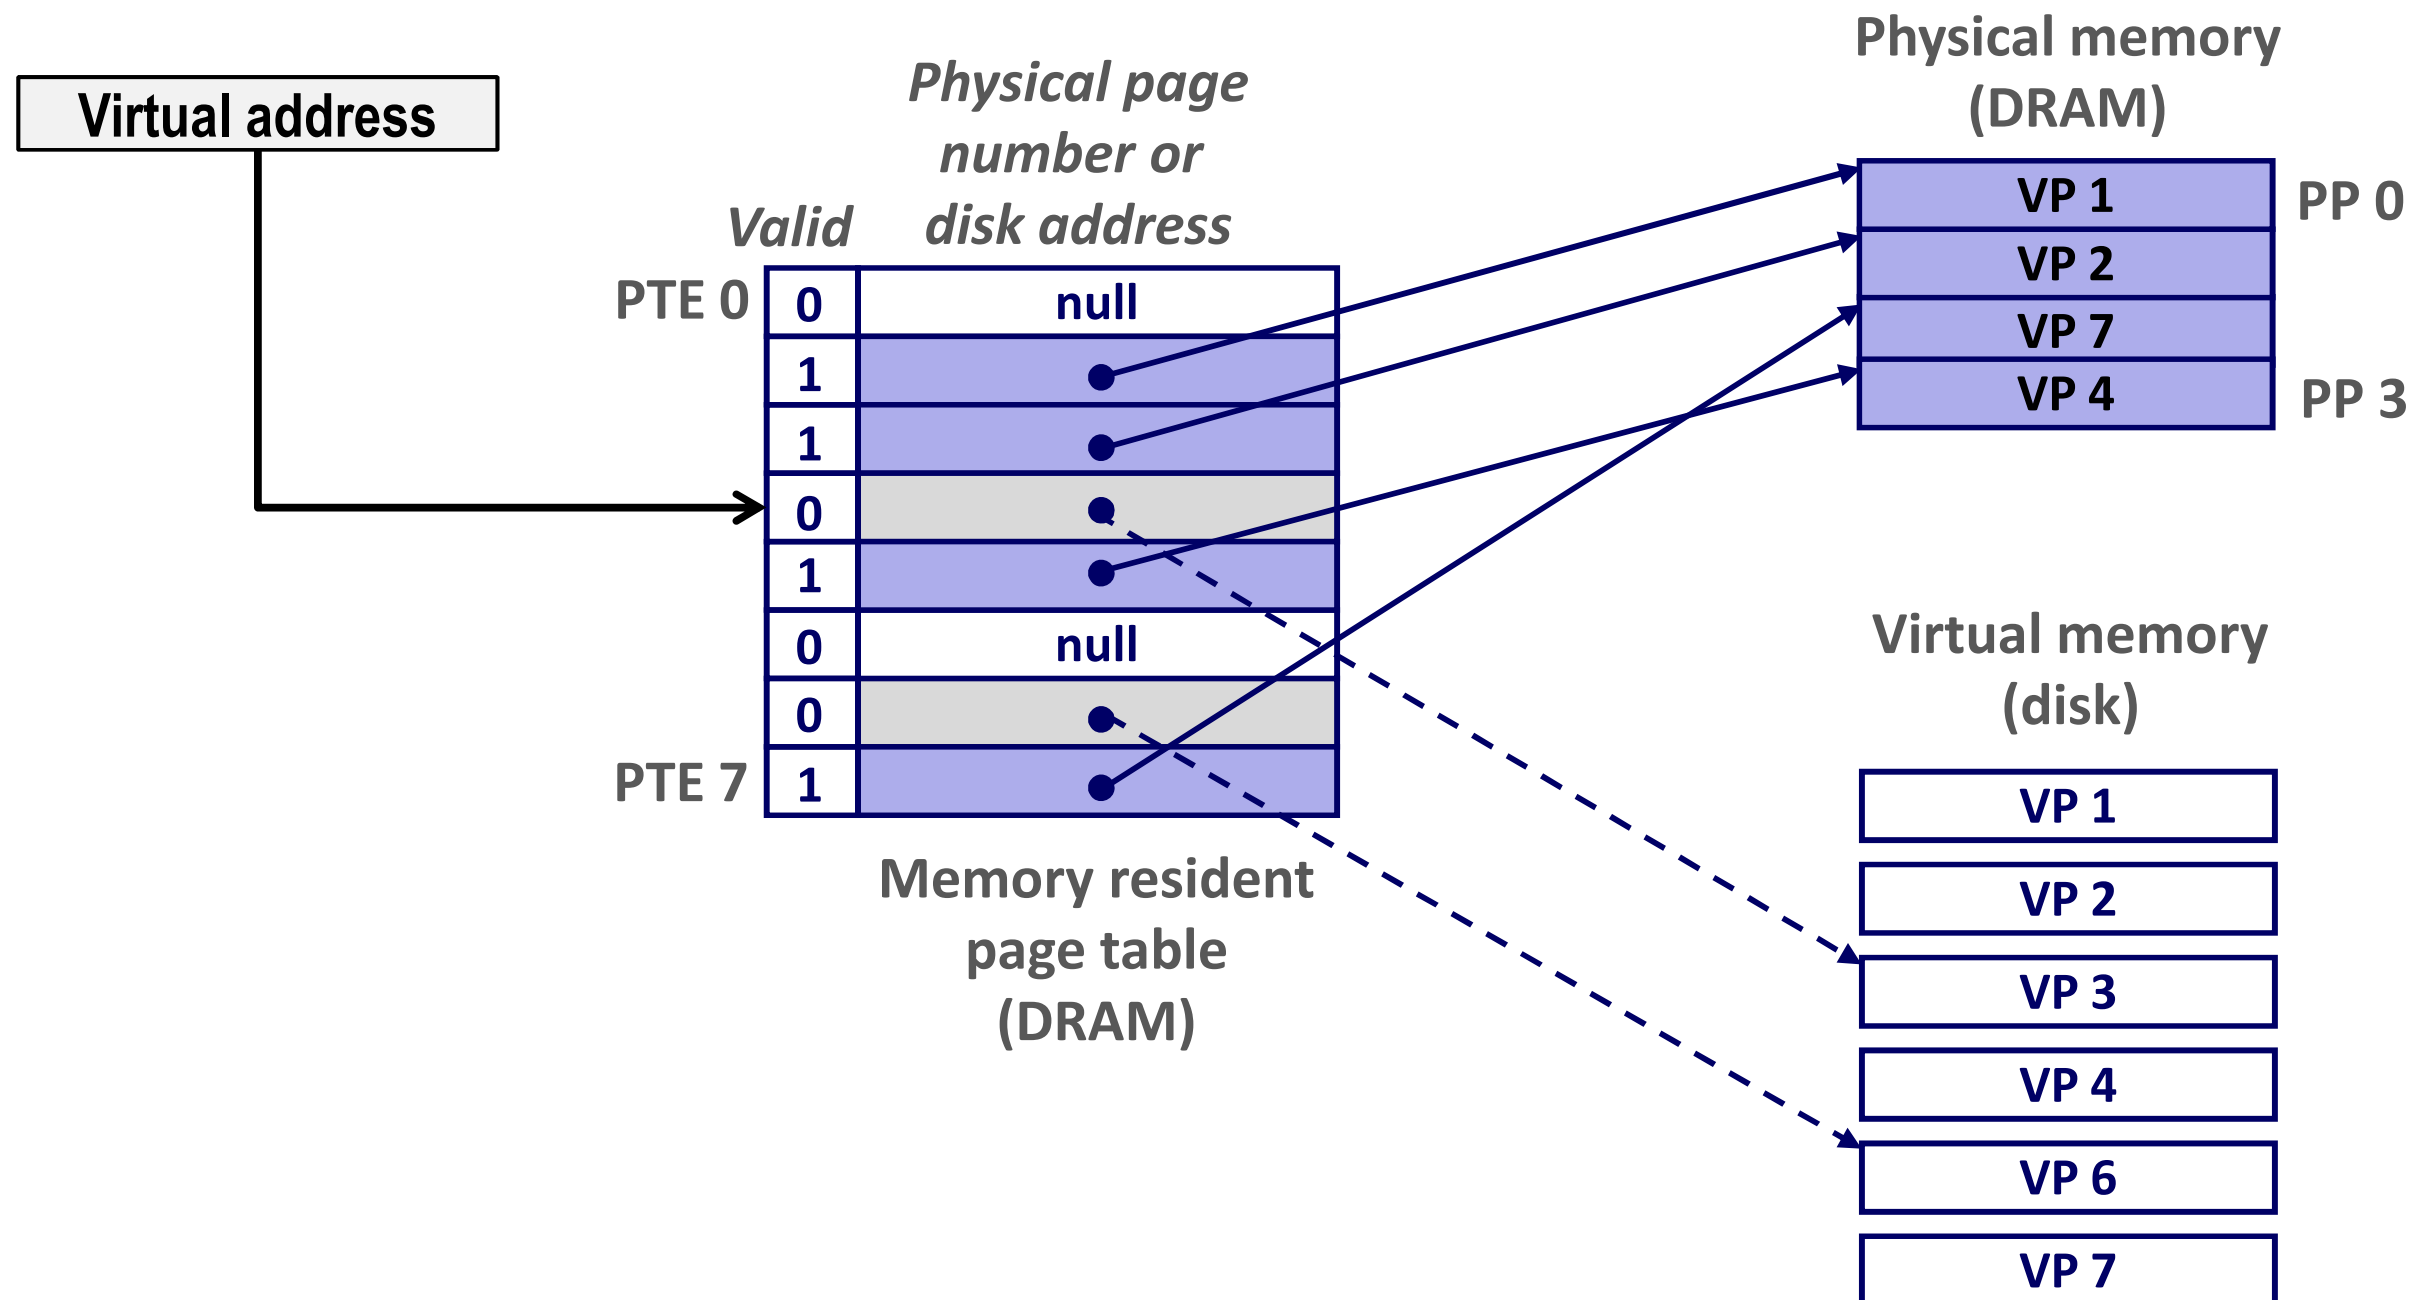 Virtual address
Physical page
number or
disk address
Valid
PTE 0
0 null
1
1
0
1
0 null
0
PTE 7 1
Memory resident
page table
(DRAM)
Physical memory
(DRAM)
VP 1 PP 0
VP 2
VP 7
VP 4 PP 3
Virtual memory
(disk)
VP 1
VP 2
VP 3
VP 4
VP 6
VP 7